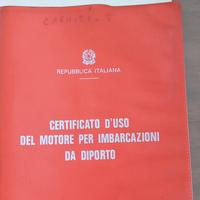 REPUBBLICA ITALIANA
CERTIFICATO D'USO
DEL MOTORE PER IMBARCAZIONI
DA DIPORTO